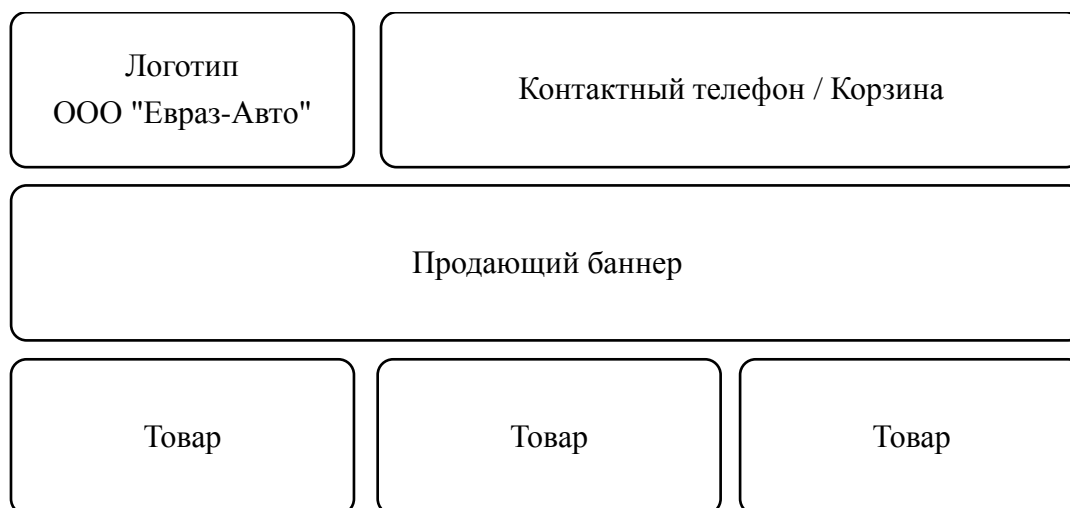 Логотип
ООО "Евраз-Авто"
Контактный телефон / Корзина
Продающий баннер
Товар
Товар
Товар